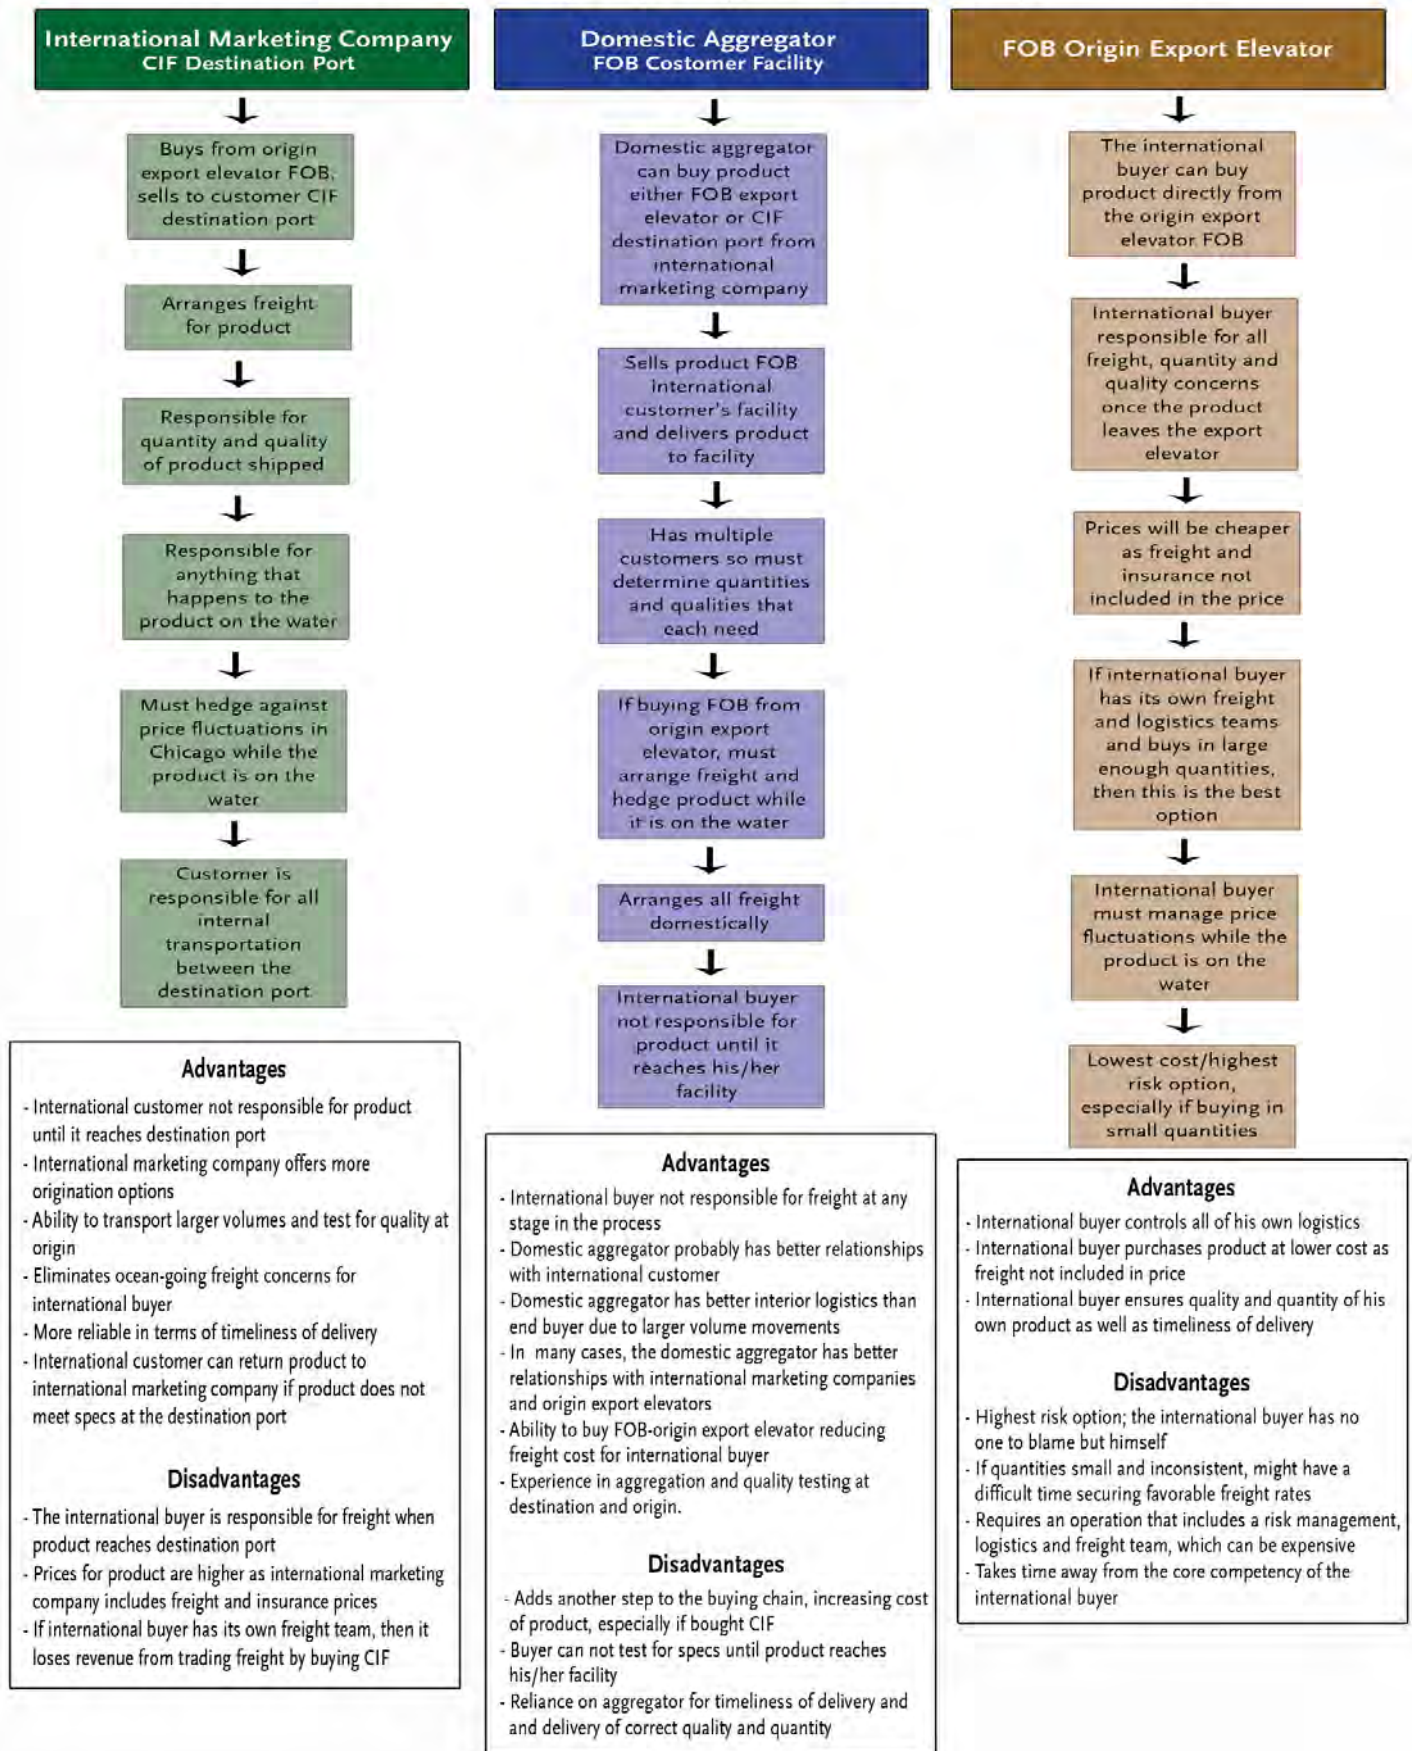 International Marketing Company
CIF Destination Port
Buys from origin
export elevator FOB,
sells to customer CIF
destination port
Arranges freight
for product
Responsible for
quantity and quality
of product shipped
Responsible for
anything that
happens to the
product on the water
Must hedge against
price fluctuations in
Chicago while the
product is on the
water
Customer is
responsible for all
internal
transportation
between the
destination port
Advantages
- International customer not responsible for product
until it reaches destination port
- International marketing company offers more
origination options
- Ability to transport larger volumes and test for quality at
origin
- Eliminates ocean-going freight concerns for
international buyer
- More reliable in terms of timeliness of delivery
- International customer can return product to
international marketing company if product does not
meet specs at the destination port
Disadvantages
- The international buyer is responsible for freight when
product reaches destination port
- Prices for product are higher as international marketing
company includes freight and insurance prices
- If international buyer has its own freight team, then it
loses revenue from trading freight by buying CIF
Domestic Aggregator
FOB Costomer Facility
Domestic aggregator
can buy product
either FOB export
elevator or CIF
destination port from
international
marketing company
Sells product FOB
international
customer's facility
and delivers product
to facility
Has multiple
customers so must
determine quantities
and qualities that
each need
If buying FOB from
origin export
elevator, must
arrange freight and
hedge product while
it is on the water
Arranges all freight
domestically
International buyer
not responsible for
product until it
reaches his/her
facility
Advantages
- International buyer not responsible for freight at any
stage in the process
- Domestic aggregator probably has better relationships
with international customer
- Domestic aggregator has better interior logistics than
end buyer due to larger volume movements
- In many cases, the domestic aggregator has better
relationships with international marketing companies
and origin export elevators
- Ability to buy FOB-origin export elevator reducing
freight cost for international buyer
- Experience in aggregation and quality testing at
destination and origin.
Disadvantages
- Adds another step to the buying chain, increasing cost
of product, especially if bought CIF
- Buyer can not test for specs until product reaches
his/her facility
- Reliance on aggregator for timeliness of delivery and
and delivery of correct quality and quantity
FOB Origin Export Elevator
The international
buyer can buy
product directly from
the origin export
elevator FOB
International buyer
responsible for all
freight, quantity and
quality concerns
once the product
leaves the export
elevator
Prices will be cheaper
as freight and
insurance not
included in the price
If international buyer
has its own freight
and logistics teams
and buys in large
enough quantities,
then this is the best
option
International buyer
must manage price
fluctuations while the
product is on the
water
Lowest cost/highest
risk option,
especially if buying in
small quantities
Advantages
- International buyer controls all of his own logistics
- International buyer purchases product at lower cost as
freight not included in price
- International buyer ensures quality and quantity of his
own product as well as timeliness of delivery
Disadvantages
- Highest risk option; the international buyer has no
one to blame but himself
- If quantities small and inconsistent, might have a
difficult time securing favorable freight rates
- Requires an operation that includes a risk management,
logistics and freight team, which can be expensive
- Takes time away from the core competency of the
international buyer